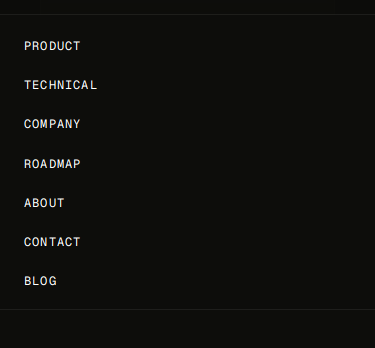 PRODUCT
TECHNICAL
COMPANY
ROADMAP
ABOUT
CONTACT
BLOG